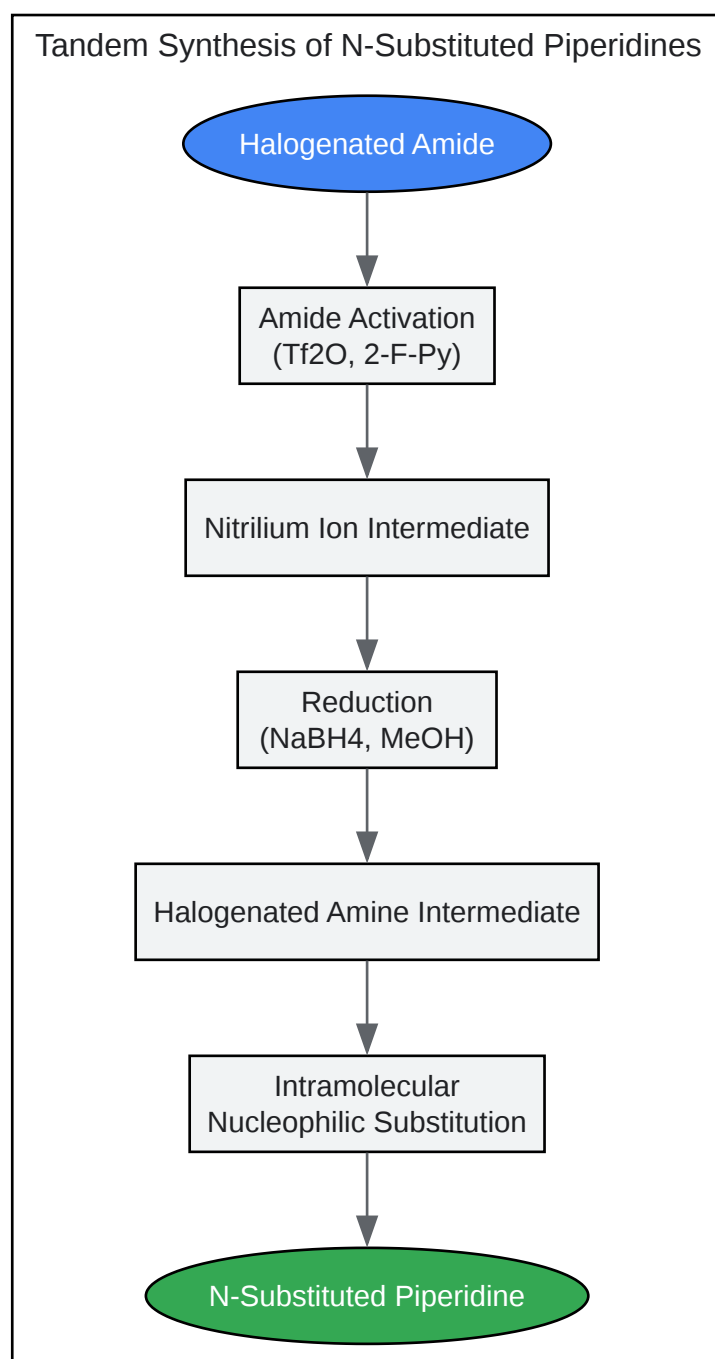 Tandem Synthesis of N-Substituted Piperidines
Halogenated Amide
Amide Activation
(Tf2O, 2-F-Py)
Nitrilium Ion Intermediate
Reduction
(NaBH4, MeOH)
Halogenated Amine Intermediate
Intramolecular
Nucleophilic Substitution
N-Substituted Piperidine